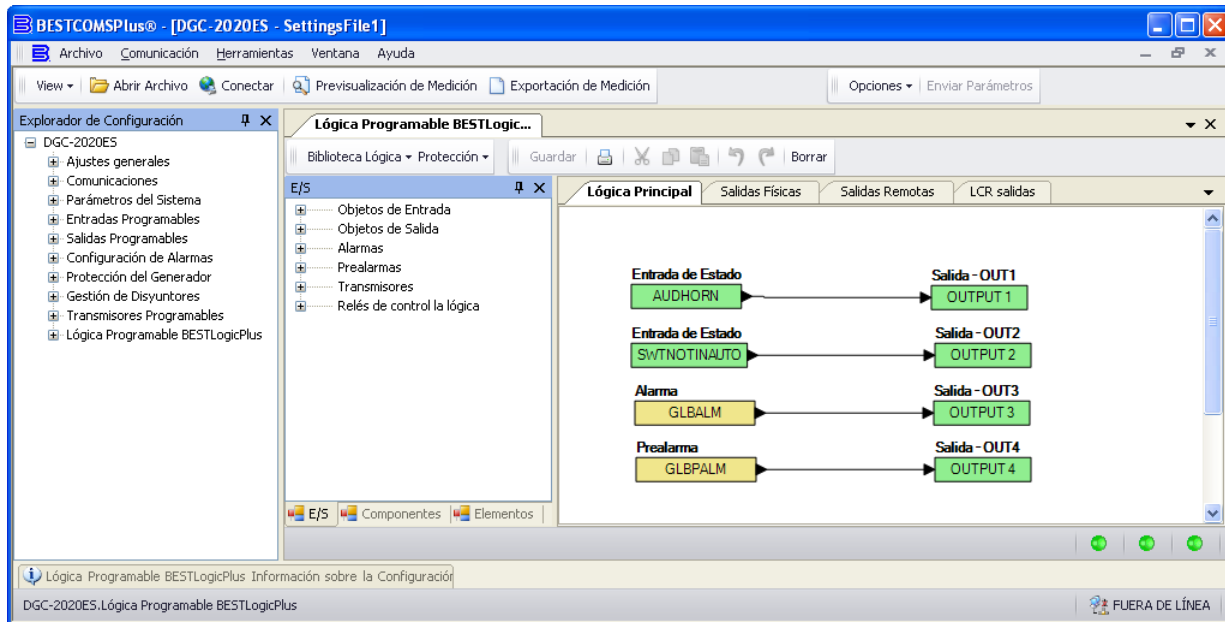 BESTCOMSPlus® - [DGC-2020ES - SettingsFile1]
Archivo Comunicación Herramientas Ventana Ayuda
View Abrir Archivo Conectar Previsualización de Medición Exportación de Medición Opciones Enviar Parámetros
Explorador de Configuración
DGC-2020ES
Ajustes generales
Comunicaciones
Parámetros del Sistema
Entradas Programables
Salidas Programables
Configuración de Alarmas
Protección del Generador
Gestión de Disyuntores
Transmisores Programables
Lógica Programable BESTLogicPlus
Lógica Programable BESTLogic...
Biblioteca Lógica Protección Guardar Borrar
E/S
Objetos de Entrada
Objetos de Salida
Alarmas
Prealarmas
Transmisores
Relés de control la lógica
E/S Componentes Elementos
Lógica Principal Salidas Físicas Salidas Remotas LCR salidas
Entrada de Estado Salida - OUT1
AUDHORN OUTPUT 1
Entrada de Estado Salida - OUT2
SWTNOTINAUTO OUTPUT 2
Alarma Salida - OUT3
GLBALM OUTPUT 3
Prealarma Salida - OUT4
GLBPALM OUTPUT 4
Lógica Programable BESTLogicPlus Información sobre la Configuración
DGC-2020ES.Lógica Programable BESTLogicPlus FUERA DE LÍNEA